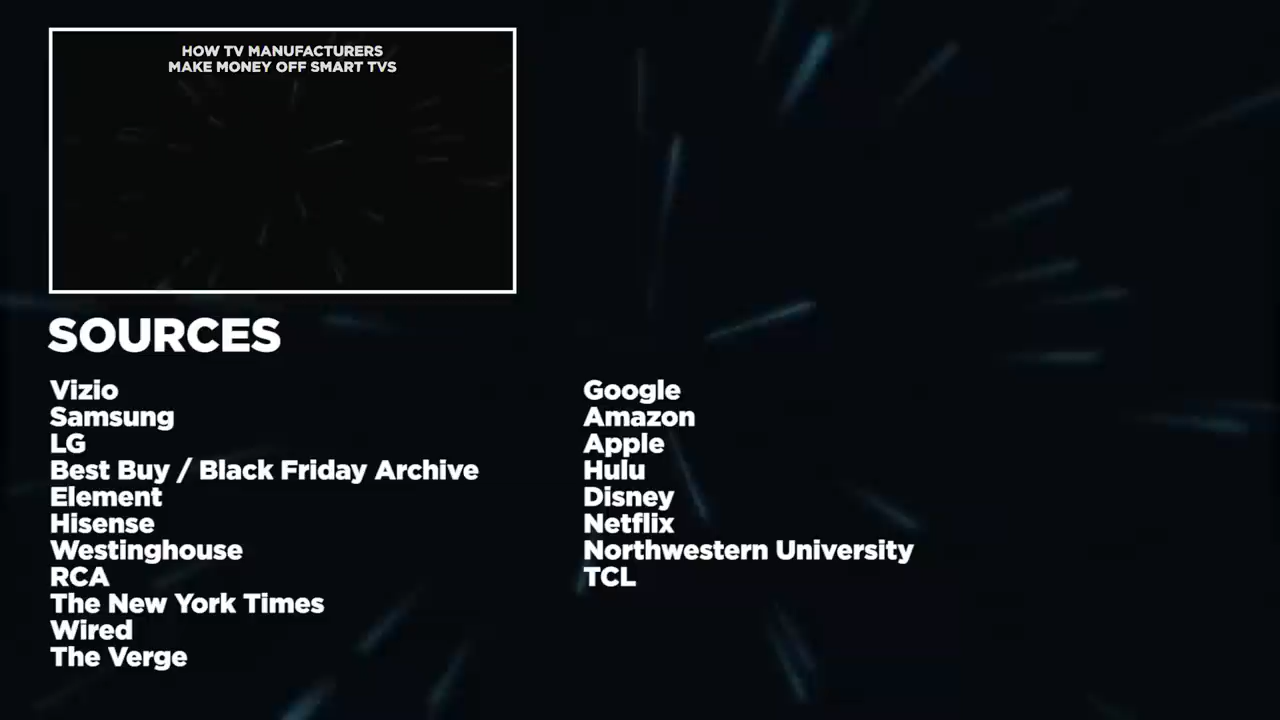 HOW TV MANUFACTURERS
MAKE MONEY OFF SMART TVS
SOURCES
Vizio
Samsung
LG
Best Buy / Black Friday Archive
Element
Hisense
Westinghouse
RCA
The New York Times
Wired
The Verge
Google
Amazon
Apple
Hulu
Disney
Netflix
Northwestern University
TCL